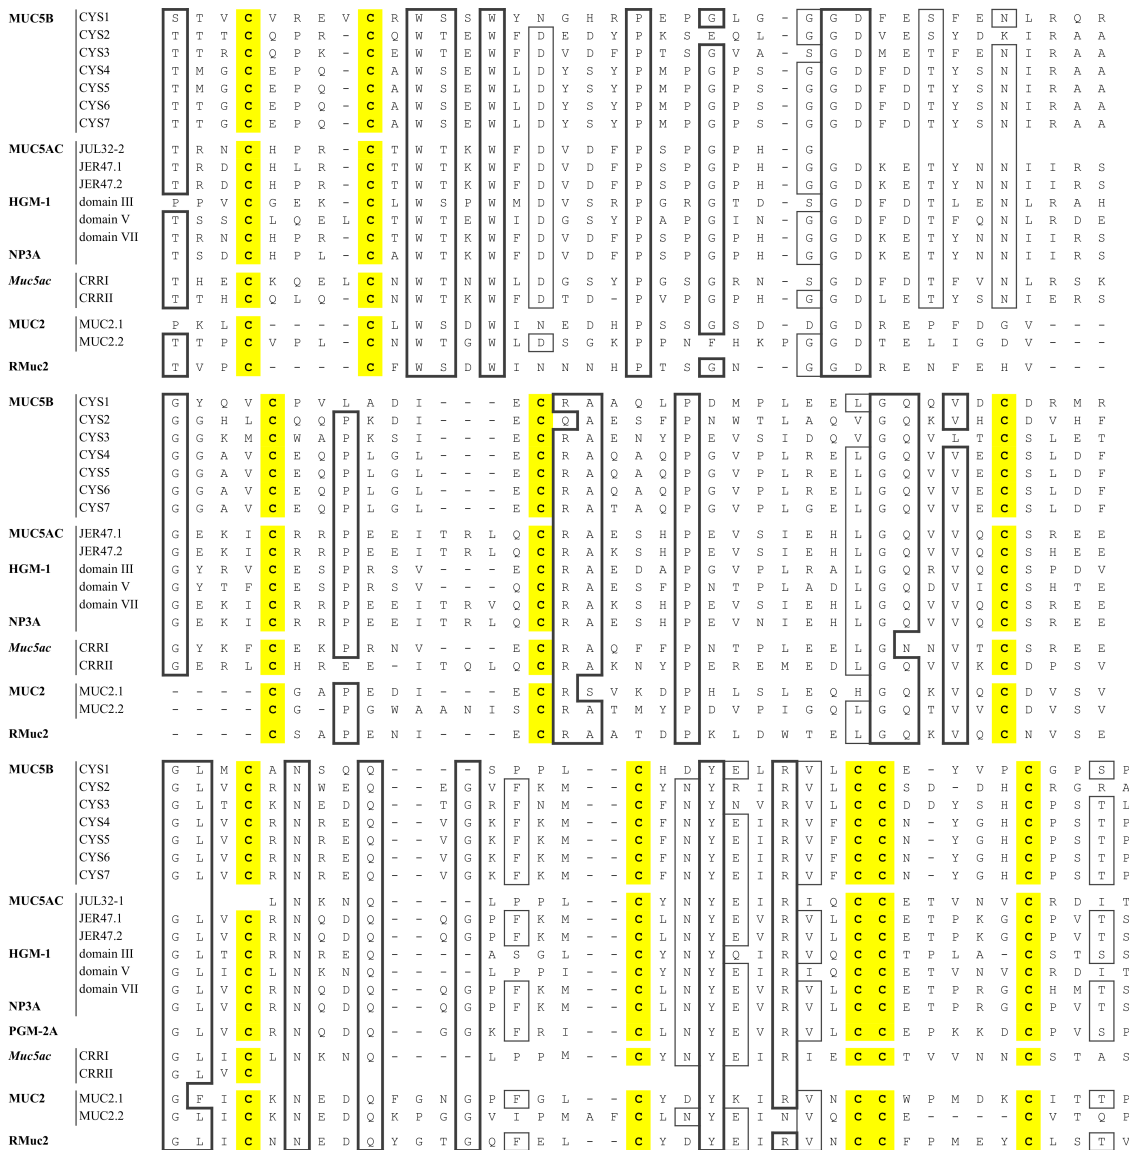 MUC5B CYS1 S T V C V R E V C R W S W Y N G H R P E P G L G - G D F E S F E N L R Q R
CYS2 T T T C Q P R - C Q W T E W F D E D Y P K S E Q L - G G D V E S Y D K I R A A
CYS3 T T R C Q P K - C E W T E W F D V D F P T S G V A - S G D M E T F E N I R A A
CYS4 T M G C E P Q - C A W S E W L D Y S Y P M P G P S - G G D F D T Y S N I R A A
CYS5 T M G C E P Q - C A W S E W L D Y S Y P M P G P S - G G D F D T Y S N I R A A
CYS6 T T G C E P Q - C A W S E W L D Y S Y P M P G P S - G G D F D T Y S N I R A A
CYS7 T T G C E P Q - C A W S E W L D Y S Y P M P G P S - G G D F D T Y S N I R A A
MUC5AC JUL32-2 T R N C H P R - C T W T K W F D V D F P S P G P H - G
JER47.1 T R D C H L R - C T W T K W F D V D F P S P G P H - G G D K E T Y N N I I R S
JER47.2 T R D C H P R - C T W T K W F D V D F P S P G P H - G G D K E T Y N N I I R S
HGM-1 domain III P P V C G E K - C L W S P W M D V S R P G R G T D - S G D F D T L E N L R A H
domain V T S S C L Q E L C T W T E W I D G S Y P A P G I N - G G D F D T F Q N L R D E
domain VII T R N C H P R - C T W T K W F D V D F P S P G P H - G G D K E T Y N N I I R S
NP3A T S D C H P L - C A W T K W F D V D F P S P G P H - G G D K E T Y N N I I R S
Muc5ac CRRI T H E C K Q E L C N W T N W L D G S Y P G S G R N - S G D F D T F V N L R S K
CRRII T T H C Q L Q - C N W T K W F D T D - P V G P H - G G D L E T Y S N I E R S
MUC2 MUC2.1 P K L C - - - - C L W S D W I N E D H P S S G S D - D G D R E P F D G V - - -
MUC2.2 T T P C V P L - C N W T G W L D S G K P P N F H K P G G D T E L I G D V - - -
RMuc2 T V P C - - - - C F W S D W I N N N H P T S G N - G G D R E N F E H V - - -
MUC5B CYS1 G Y Q V C P V L A D I - - - E C R A A Q L P D M P L E E L G Q Q V D C D R M R
CYS2 G G H L C Q Q P K D I - - - E C Q A E S F P N W T L A Q V G Q K V H C D V H F
CYS3 G G K M C W A P K S I - - - E C R A E N Y P E V S I D Q V G Q V L T C S L E T
CYS4 G G A V C E Q P L G L - - - E C R A Q A Q P G V P L R E L G Q V V E C S L D F
CYS5 G G A V C E Q P L G L - - - E C R A Q A Q P G V P L R E L G Q V V E C S L D F
CYS6 G G A V C E Q P L G L - - - E C R A Q A Q P G V P L R E L G Q V V E C S L D F
CYS7 G G A V C E Q P L G L - - - E C R A T A Q P G V P L G E L G Q V V E C S L D F
MUC5AC JER47.1 G E K I C R R P E E I T R L Q C R A E S H P E V S I E H L G Q V V Q C S R E E
JER47.2 G E K I C R R P E E I T R L Q C R A K S H P E V S I E H L G Q V V Q C S R E E
HGM-1 domain III G Y R V C E S P R S V - - - E C R A E D A P G V P L R A L G Q R V Q C S P D V
domain V G Y T F C E S P R S V - - - Q C R A E S F P N T P L A D L G Q D V I C S H T E
domain VII G E K I C R R P E E I T R V Q C R A K S H P E V S I E H L G Q V V Q C S R E E
NP3A G E K I C R R P E E I T R L Q C R A K S H P E V N I E H L G Q V V Q C S R E E
Muc5ac CRRI G Y K F C E K P R N V - - - E C R A Q F F P N T P L E E L G N N V T C S R E E
CRRII G E R L C H R E E - I T Q L Q C R A K N Y P E R E M E D L G Q V V K C D P S V
MUC2 MUC2.1 - - - - C G A P E D I - - - E C R S V K D P H L S L E Q H G Q K V Q C D V S V
MUC2.2 - - - - C G - P G W A A N I S C R A T M Y P D V P I G Q L G Q T V V C D V S V
RMuc2 - - - - C S A P E N I - - - E C R A A T D P K L D W T E L G Q K V Q C N V S E
MUC5B CYS1 G L M C A N S Q Q - - - - S P P L - - C H D Y E L R V L C C E - Y V P C G P S P
CYS2 G L V C R N W E Q - - - E G V F K M - - C Y N Y R I R V L C C S D - D H C R G R A
CYS3 G L T C K N E D Q - - - T G R F N M - - C F N Y N V R V L C C D D Y S H C P S T L
CYS4 G L V C R N R E Q - - - V G K F K M - - C F N Y E I R V F C C N - Y G H C P S T P
CYS5 G L V C R N R E Q - - - V G K F K M - - C F N Y E I R V F C C N - Y G H C P S T P
CYS6 G L V C R N R E Q - - - V G K F K M - - C F N Y E I R V F C C N - Y G H C P S T P
CYS7 G L V C R N R E Q - - - V G K F K M - - C F N Y E I R V F C C N - Y G H C P S T P
MUC5AC JUL32-1 L N K N Q - - - - L P P L - - C Y N Y E I R I Q C C E T V N V C R D I T
JER47.1 G L V C R N Q D Q - - - Q G P F K M - - C L N Y E V R V L C C E T P K G C P V T S
JER47.2 G L V C R N Q D Q - - - Q G P F K M - - C L N Y E V R V L C C E T P K G C P V T S
HGM-1 domain III G L T C R N R E Q - - - - A S G L - - C Y N Y Q I R V Q C C T P L A - C S T S S
domain V G L I C L N K N Q - - - - L P P I - - C Y N Y E I R I Q C C E T V N V C R D I T
domain VII G L V C R N Q D Q - - - Q G P F K M - - C L N Y E V R V L C C E T P R G C H M T S
NP3A G L V C R N Q D Q - - - Q G P F K M - - C L N Y E V R V L C C E T P R G C P V T S
PGM-2A G L V C R N Q D Q - - - G G K F R I - - C L N Y E V R V L C C E P K K D C P V S P
Muc5ac CRRI G L I C L N K N Q - - - - L P P M - - C Y N Y E I R I E C C T V V N N C S T A S
CRRII G L V C
MUC2 MUC2.1 G F I C K N E D Q F G N G P F G L - - C Y D Y K I R V N C C W P M D K C I T T P
MUC2.2 G L I C K N E D Q K P G G V I P M A F C L N Y E I N V Q C C E - - - - C V T Q P
RMuc2 G L I C N N E D Q Y G T G Q F E L - - C Y D Y E I R V N C C F P M E Y C L S T V